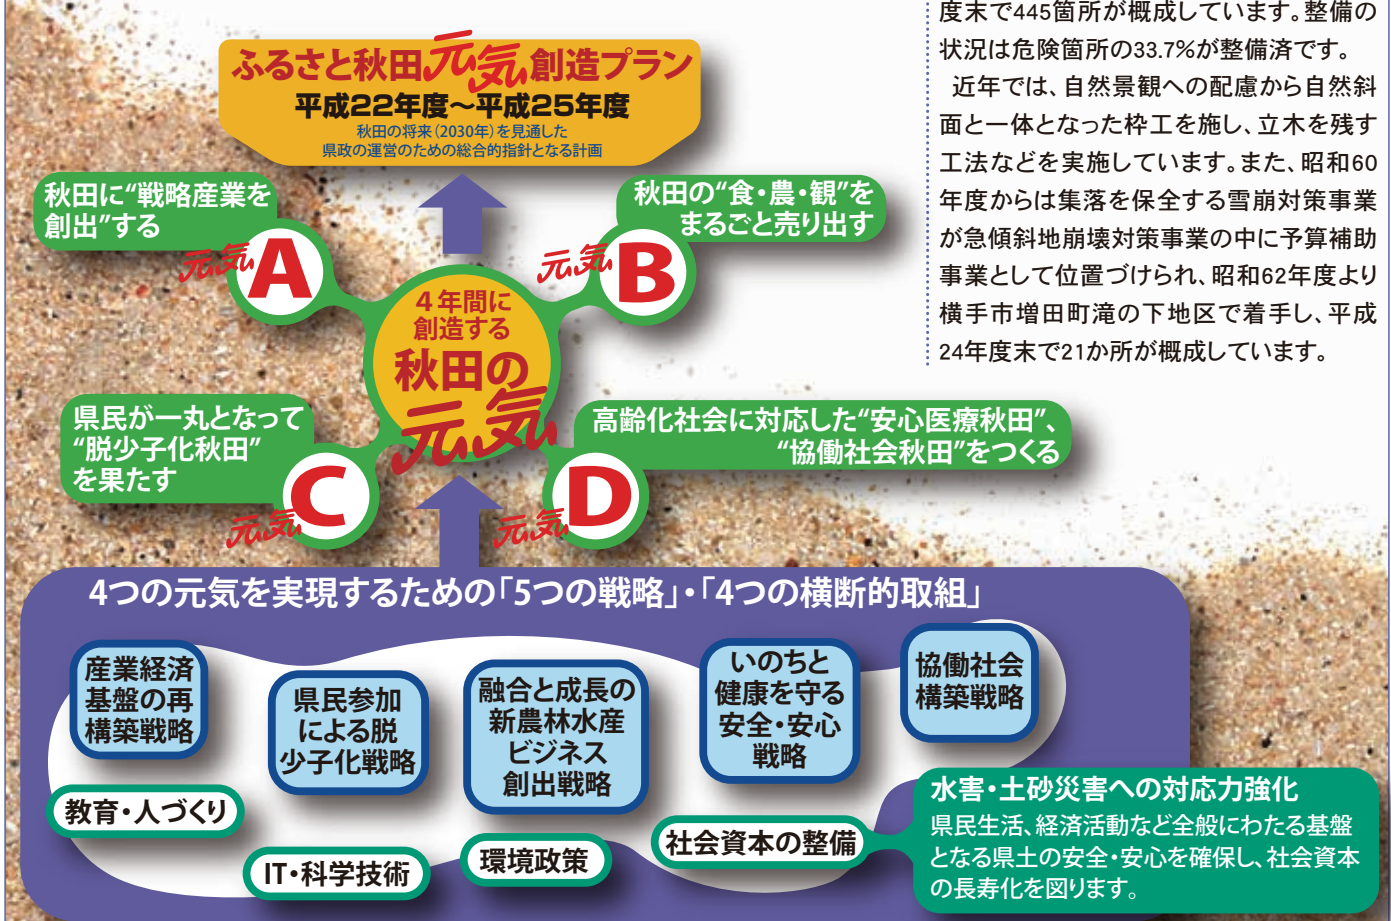 ふるさと秋田元気創造プラン
平成22年度～平成25年度
秋田の将来（2030年）を見通した
県政の運営のための総合的指針となる計画
秋田に“戦略産業を
創出”する
元気A
秋田の“食・農・観”を
まるごと売り出す
元気B
4年間に
創造する
秋田の
元気
県民が一丸となって
“脱少子化秋田”
を果たす
元気C
高齢化社会に対応した“安心医療秋田”、
“協働社会秋田”をつくる
元気D
4つの元気を実現するための「5つの戦略」・「4つの横断的取組」
産業経済
基盤の再
構築戦略
県民参加
による脱
少子化戦略
融合と成長の
新農林水産
ビジネス
創出戦略
いのちと
健康を守る
安全・安心
戦略
協働社会
構築戦略
教育・人づくり
IT・科学技術
環境政策
社会資本の整備
水害・土砂災害への対応力強化
県民生活、経済活動など全般にわたる基盤
となる県土の安全・安心を確保し、社会資本
の長寿化を図ります。
度末で445箇所が概成しています。整備の
状況は危険箇所の33.7%が整備済です。
近年では、自然景観への配慮から自然斜
面と一体となった枠工を施し、立木を残す
工法などを実施しています。また、昭和60
年度からは集落を保全する雪崩対策事業
が急傾斜地崩壊対策事業の中に予算補助
事業として位置づけられ、昭和62年度より
横手市増田町滝の下地区で着手し、平成
24年度末で21か所が概成しています。